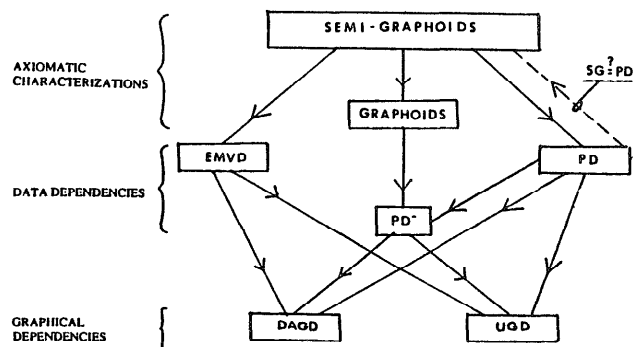 SEMI-GRAPHOIDS
AXIOMATIC
CHARACTERIZATIONS
?
SG=PD
GRAPHOIDS
EMVD
PD
DATA DEPENDENCIES
PD-
GRAPHICAL
DEPENDENCIES
DAGD
UGD